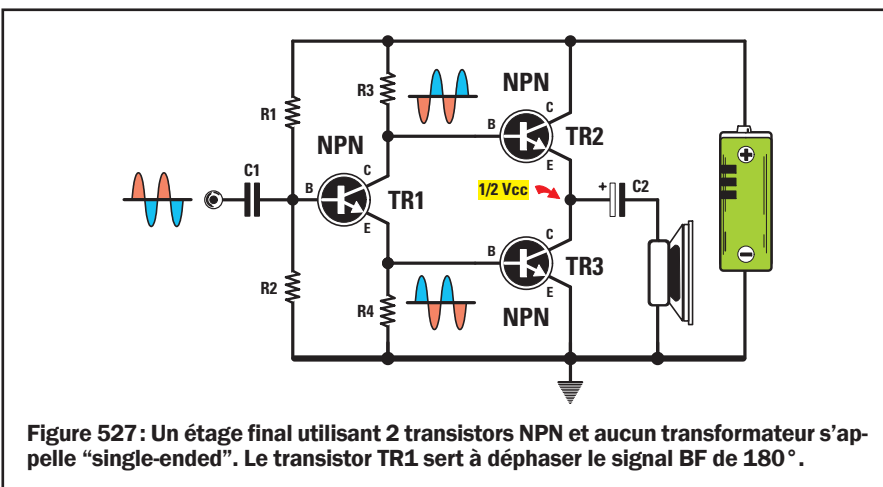 R1
R3
NPN
NPN
C
B
TR2
E
C1
B
C
TR1
E
1/2 Vcc
+
C2
+
R2
R4
B
C
TR3
E
NPN
−
Figure 527: Un étage final utilisant 2 transistors NPN et aucun transformateur s'ap-
pelle "single-ended". Le transistor TR1 sert à déphaser le signal BF de 180°.